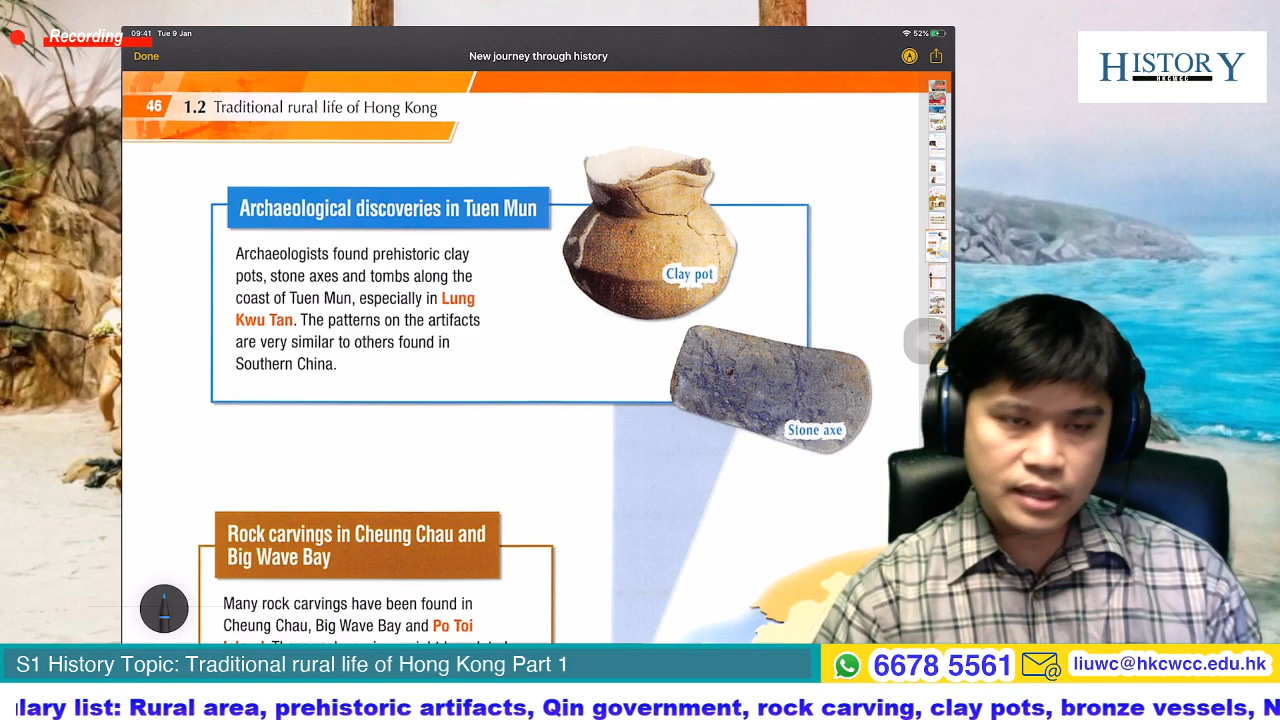 Recording
09:41 Tue 9 Jan
52%
Done
New journey through history
HISTORY
HKCWCC
46 1.2 Traditional rural life of Hong Kong
Archaeological discoveries in Tuen Mun
Archaeologists found prehistoric clay
pots, stone axes and tombs along the
coast of Tuen Mun, especially in Lung
Kwu Tan. The patterns on the artifacts
are very similar to others found in
Southern China.
Clay pot
Stone axe
Rock carvings in Cheung Chau and
Big Wave Bay
Many rock carvings have been found in
Cheung Chau, Big Wave Bay and Po Toi
S1 History Topic: Traditional rural life of Hong Kong Part 1
6678 5561
liuwc@hkcwcc.edu.hk
lary list: Rural area, prehistoric artifacts, Qin government, rock carving, clay pots, bronze vessels, N